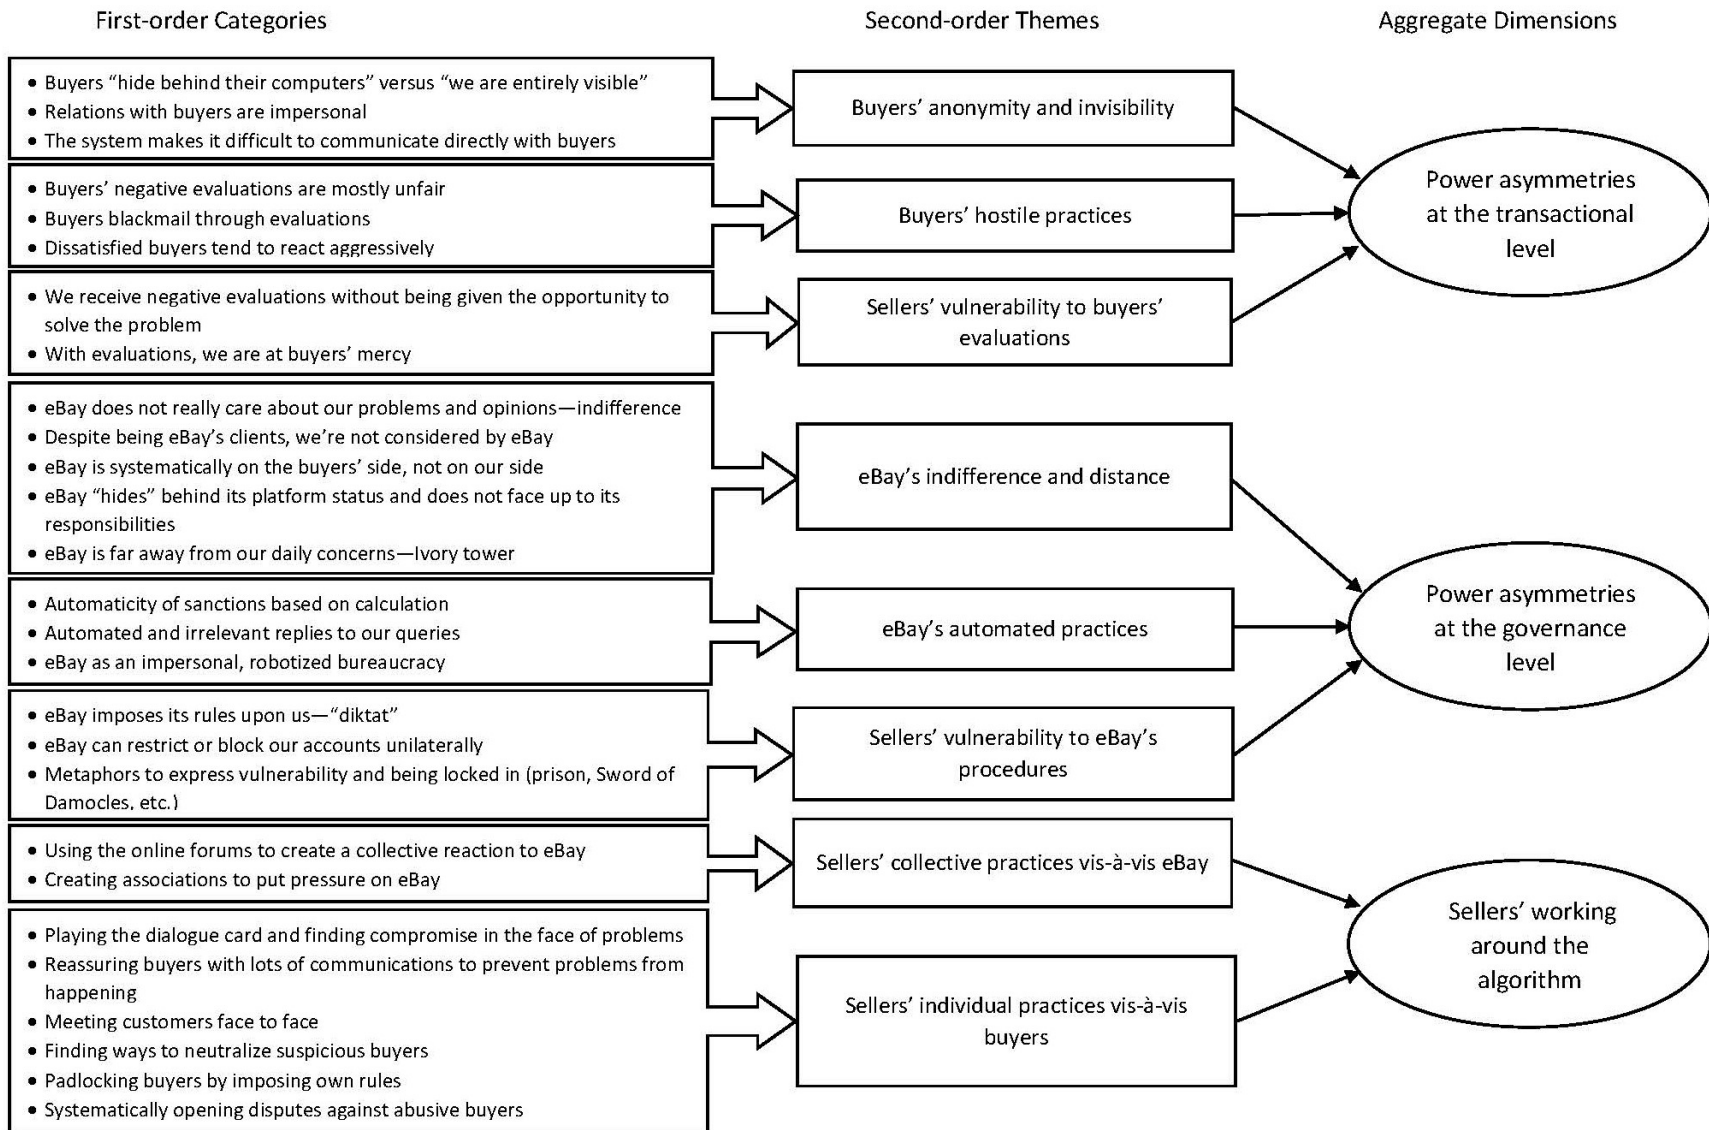 First-order Categories
Second-order Themes
Aggregate Dimensions
• Buyers “hide behind their computers” versus “we are entirely visible”
• Relations with buyers are impersonal
• The system makes it difficult to communicate directly with buyers
Buyers’ anonymity and invisibility
• Buyers’ negative evaluations are mostly unfair
• Buyers blackmail through evaluations
• Dissatisfied buyers tend to react aggressively
Buyers’ hostile practices
• We receive negative evaluations without being given the opportunity to
solve the problem
• With evaluations, we are at buyers’ mercy
Sellers’ vulnerability to buyers’
evaluations
Power asymmetries
at the transactional
level
• eBay does not really care about our problems and opinions—indifference
• Despite being eBay’s clients, we’re not considered by eBay
• eBay is systematically on the buyers’ side, not on our side
• eBay “hides” behind its platform status and does not face up to its
responsibilities
• eBay is far away from our daily concerns—Ivory tower
eBay’s indifference and distance
• Automaticity of sanctions based on calculation
• Automated and irrelevant replies to our queries
• eBay as an impersonal, robotized bureaucracy
eBay’s automated practices
• eBay imposes its rules upon us—“diktat”
• eBay can restrict or block our accounts unilaterally
• Metaphors to express vulnerability and being locked in (prison, Sword of
Damocles, etc.)
Sellers’ vulnerability to eBay’s
procedures
Power asymmetries
at the governance
level
• Using the online forums to create a collective reaction to eBay
• Creating associations to put pressure on eBay
Sellers’ collective practices vis-à-vis eBay
• Playing the dialogue card and finding compromise in the face of problems
• Reassuring buyers with lots of communications to prevent problems from
happening
• Meeting customers face to face
• Finding ways to neutralize suspicious buyers
• Padlocking buyers by imposing own rules
• Systematically opening disputes against abusive buyers
Sellers’ individual practices vis-à-vis
buyers
Sellers’ working
around the
algorithm